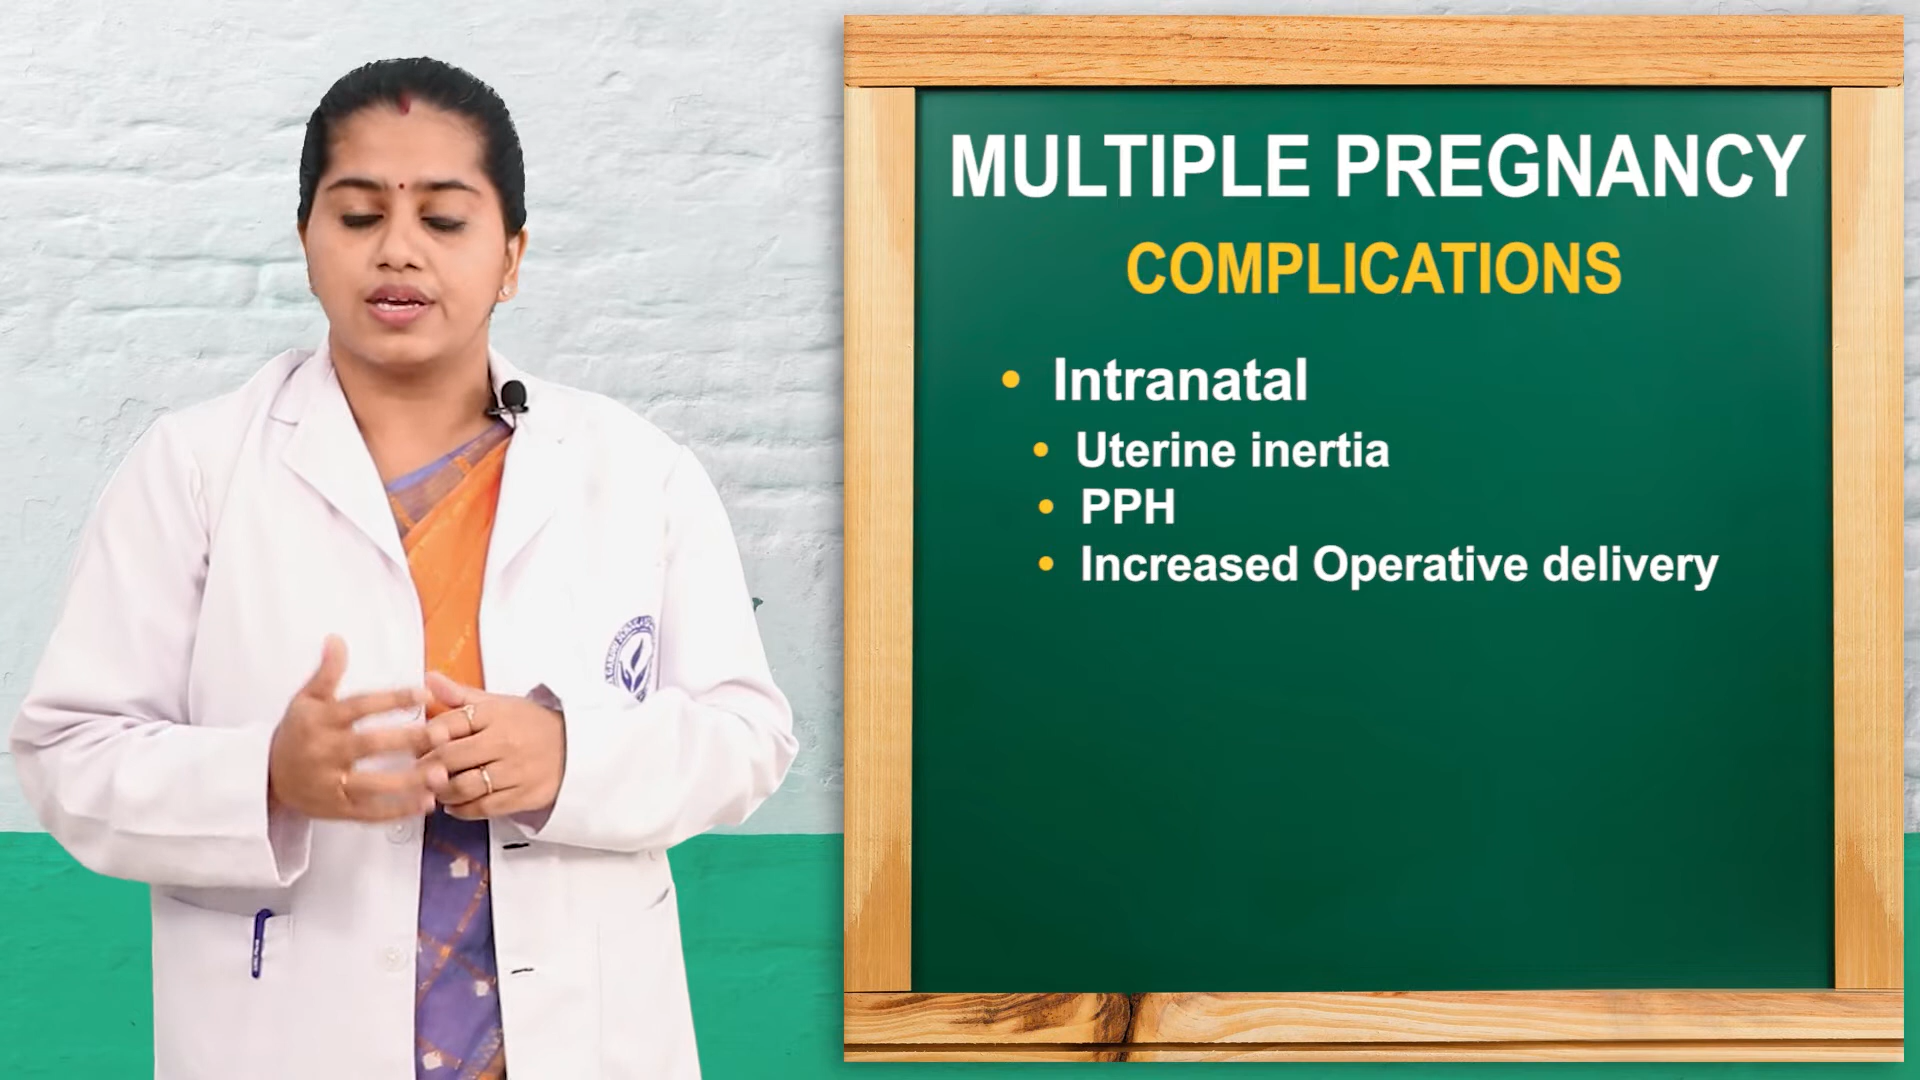 MULTIPLE PREGNANCY
COMPLICATIONS
• Intranatal
• Uterine inertia
• PPH
• Increased Operative delivery